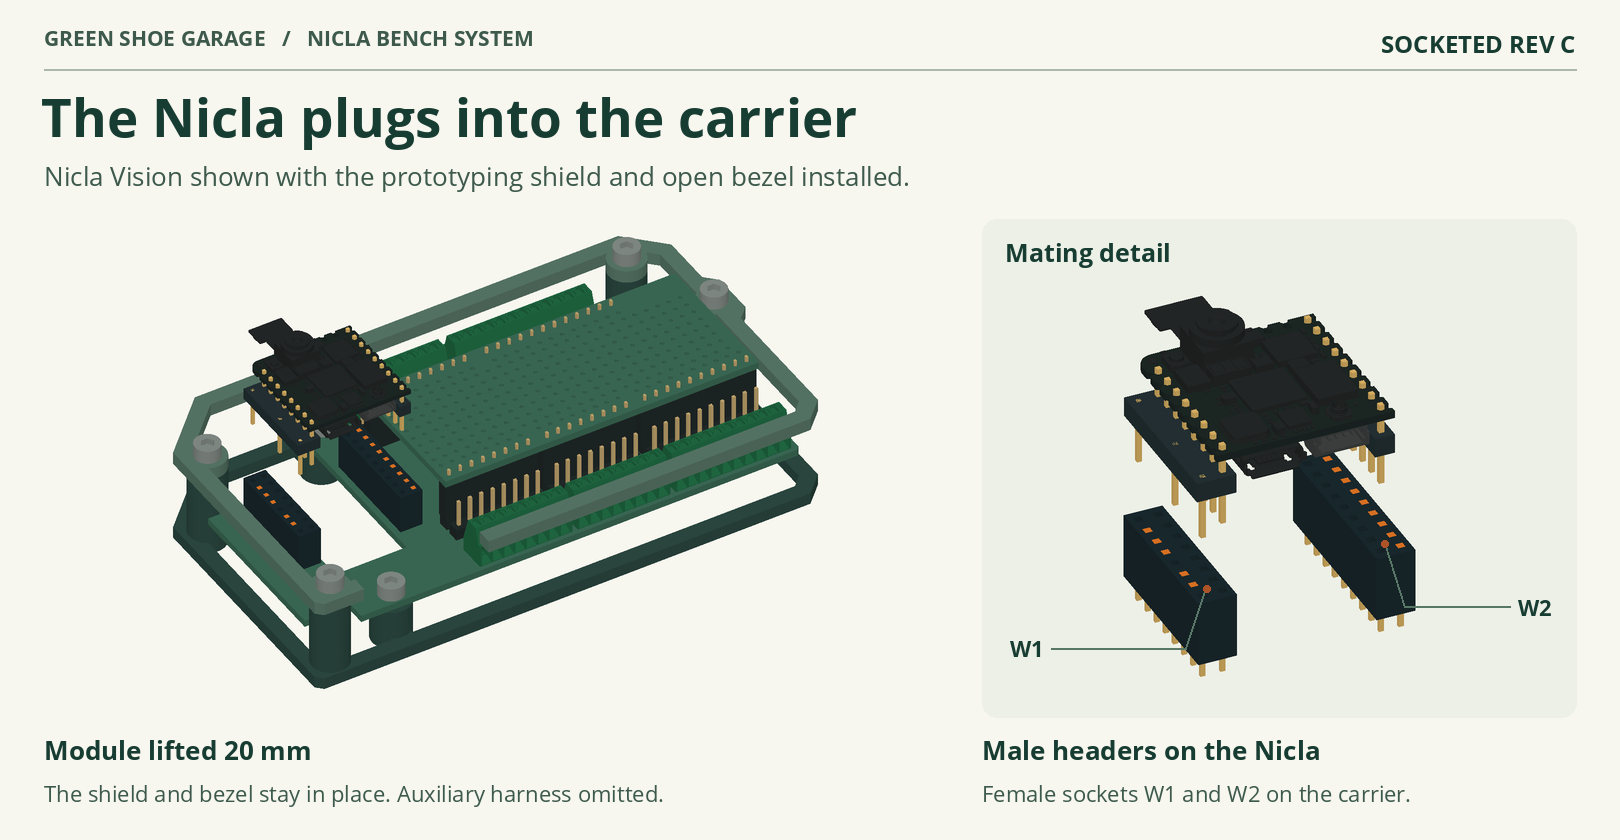 GREEN SHOE GARAGE / NICLA BENCH SYSTEM
SOCKETED REV C
The Nicla plugs into the carrier
Nicla Vision shown with the prototyping shield and open bezel installed.
Mating detail
W2
W1
Module lifted 20 mm
The shield and bezel stay in place. Auxiliary harness omitted.
Male headers on the Nicla
Female sockets W1 and W2 on the carrier.